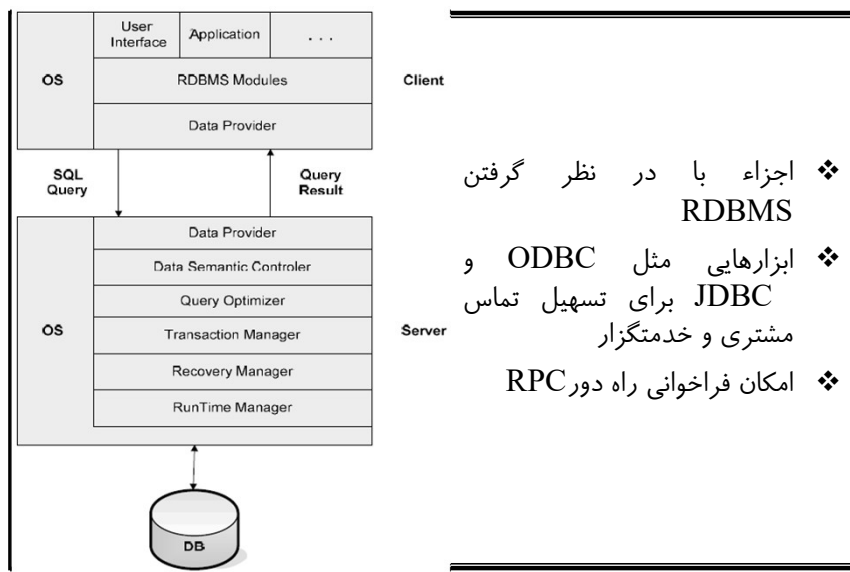 User
Interface
Application
. . .
OS
RDBMS Modules
Client
Data Provider
SQL
Query
Query
Result
Data Provider
Data Semantic Controler
Query Optimizer
OS
Transaction Manager
Server
Recovery Manager
RunTime Manager
DB
❖ اجزاء با در نظر گرفتن
RDBMS
❖ ابزارهایی مثل ODBC و
JDBC برای تسهیل تماس
مشتری و خدمتگزار
❖ امکان فراخوانی راه دور RPC